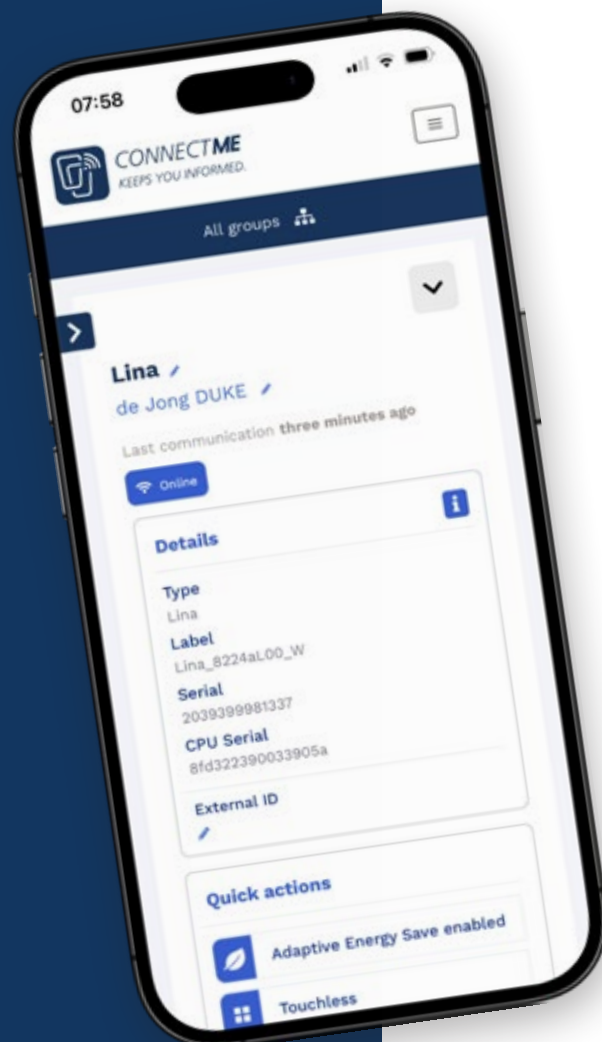 07:58
CONNECTME
KEEPS YOU INFORMED.
All groups
Lina
de Jong DUKE
Last communication three minutes ago
Online
Details
Type
Lina
Label
Lina_8224aL00_W
Serial
2039399981337
CPU Serial
8fd322390033905a
External ID
Quick actions
Adaptive Energy Save enabled
Touchless